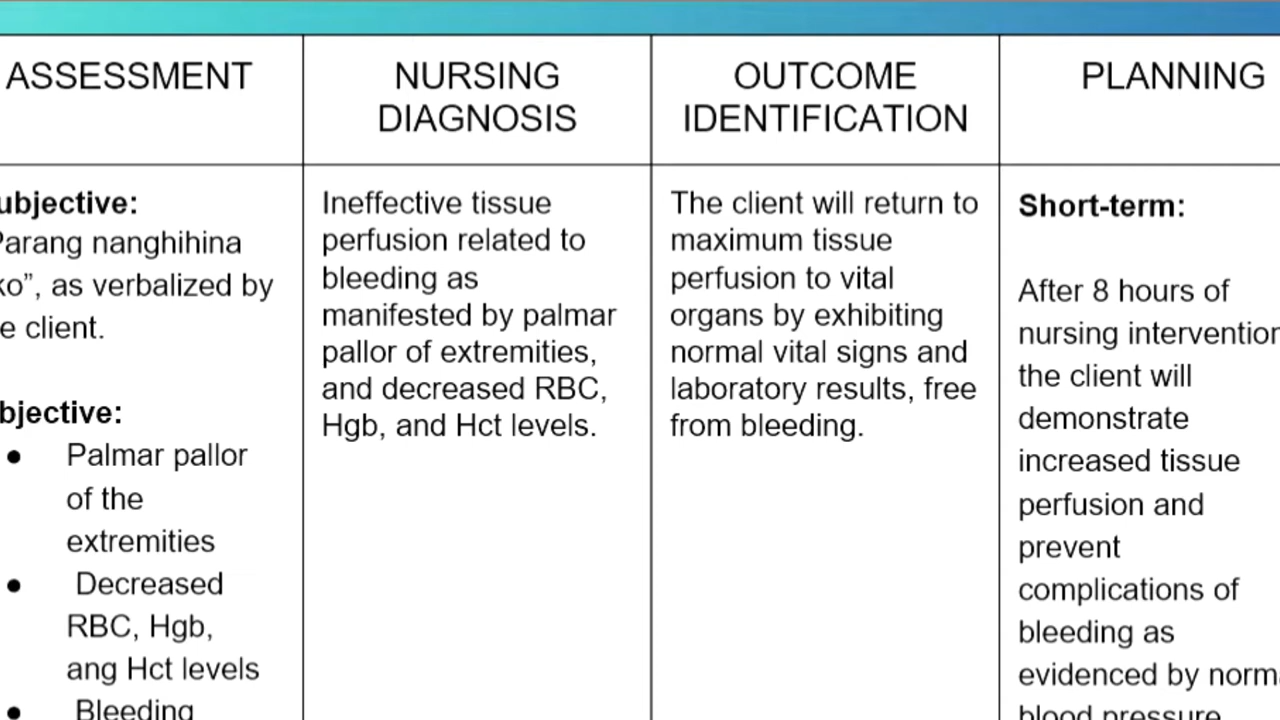 ASSESSMENT
NURSING
DIAGNOSIS
OUTCOME
IDENTIFICATION
PLANNING
ubjective:
Parang nanghihina
ko”, as verbalized by
e client.
bjective:
● Palmar pallor
of the
extremities
● Decreased
RBC, Hgb,
ang Hct levels
● Bleeding
Ineffective tissue
perfusion related to
bleeding as
manifested by palmar
pallor of extremities,
and decreased RBC,
Hgb, and Hct levels.
The client will return to
maximum tissue
perfusion to vital
organs by exhibiting
normal vital signs and
laboratory results, free
from bleeding.
Short-term:
After 8 hours of
nursing intervention
the client will
demonstrate
increased tissue
perfusion and
prevent
complications of
bleeding as
evidenced by norm
blood pressure